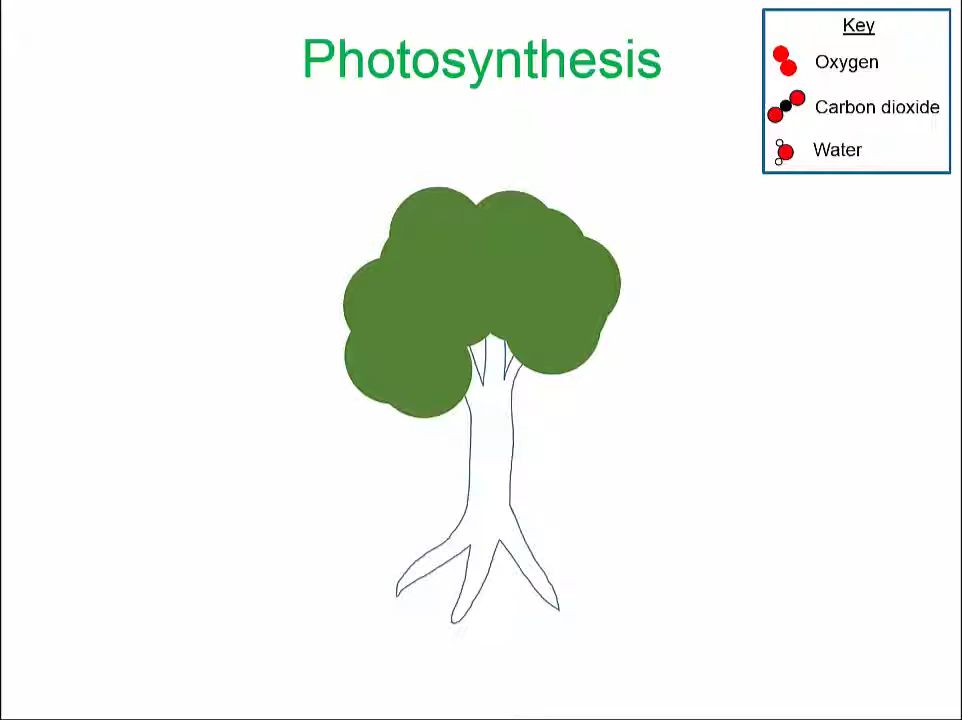 Photosynthesis
Key
Oxygen
Carbon dioxide
Water